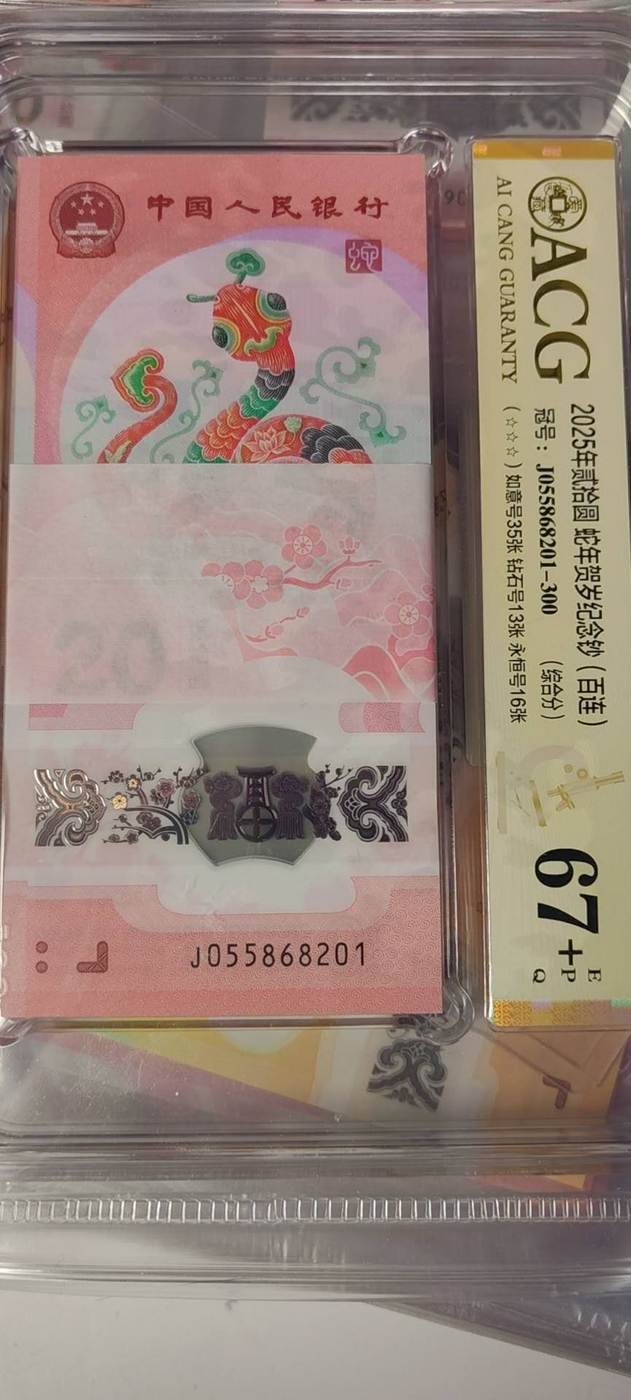 中国人民银行
蛇
J055868201
ACG
AI CANG GUARANTY
2025年贰拾圆 蛇年贺岁纪念钞（百连）
冠号：J055868201-300 （综合分）
（☆☆☆）如意号35张 钻石号13张 永恒号16张
67+
E
P
Q